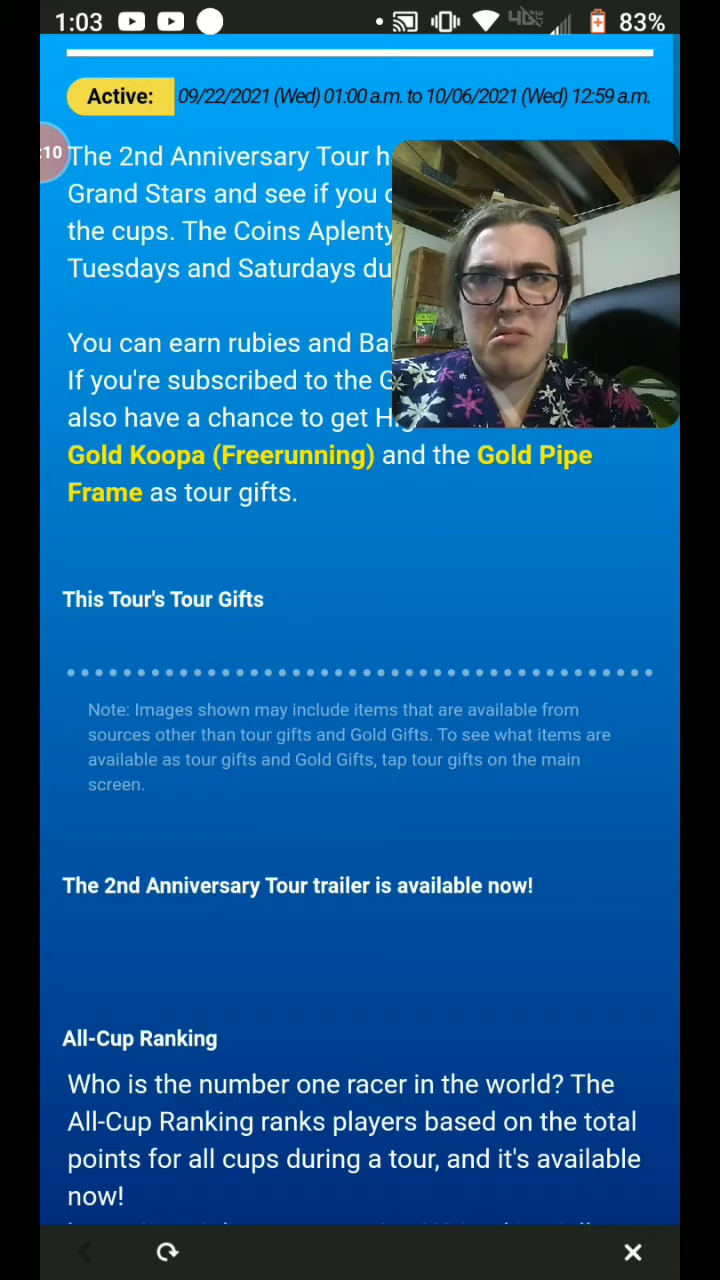 1:03
83%
Active: 09/22/2021 (Wed) 01:00 a.m. to 10/06/2021 (Wed) 12:59 a.m.
:10
The 2nd Anniversary Tour
Grand Stars and see if you
the cups. The Coins Aplenty
Tuesdays and Saturdays
You can earn rubies and
If you're subscribed to the
also have a chance to get
Gold Koopa (Freerunning) and the Gold Pipe
Frame as tour gifts.
This Tour's Tour Gifts
Note: Images shown may include items that are available from
sources other than tour gifts and Gold Gifts. To see what items are
available as tour gifts and Gold Gifts, tap tour gifts on the main
screen.
The 2nd Anniversary Tour trailer is available now!
All-Cup Ranking
Who is the number one racer in the world? The
All-Cup Ranking ranks players based on the total
points for all cups during a tour, and it's available
now!